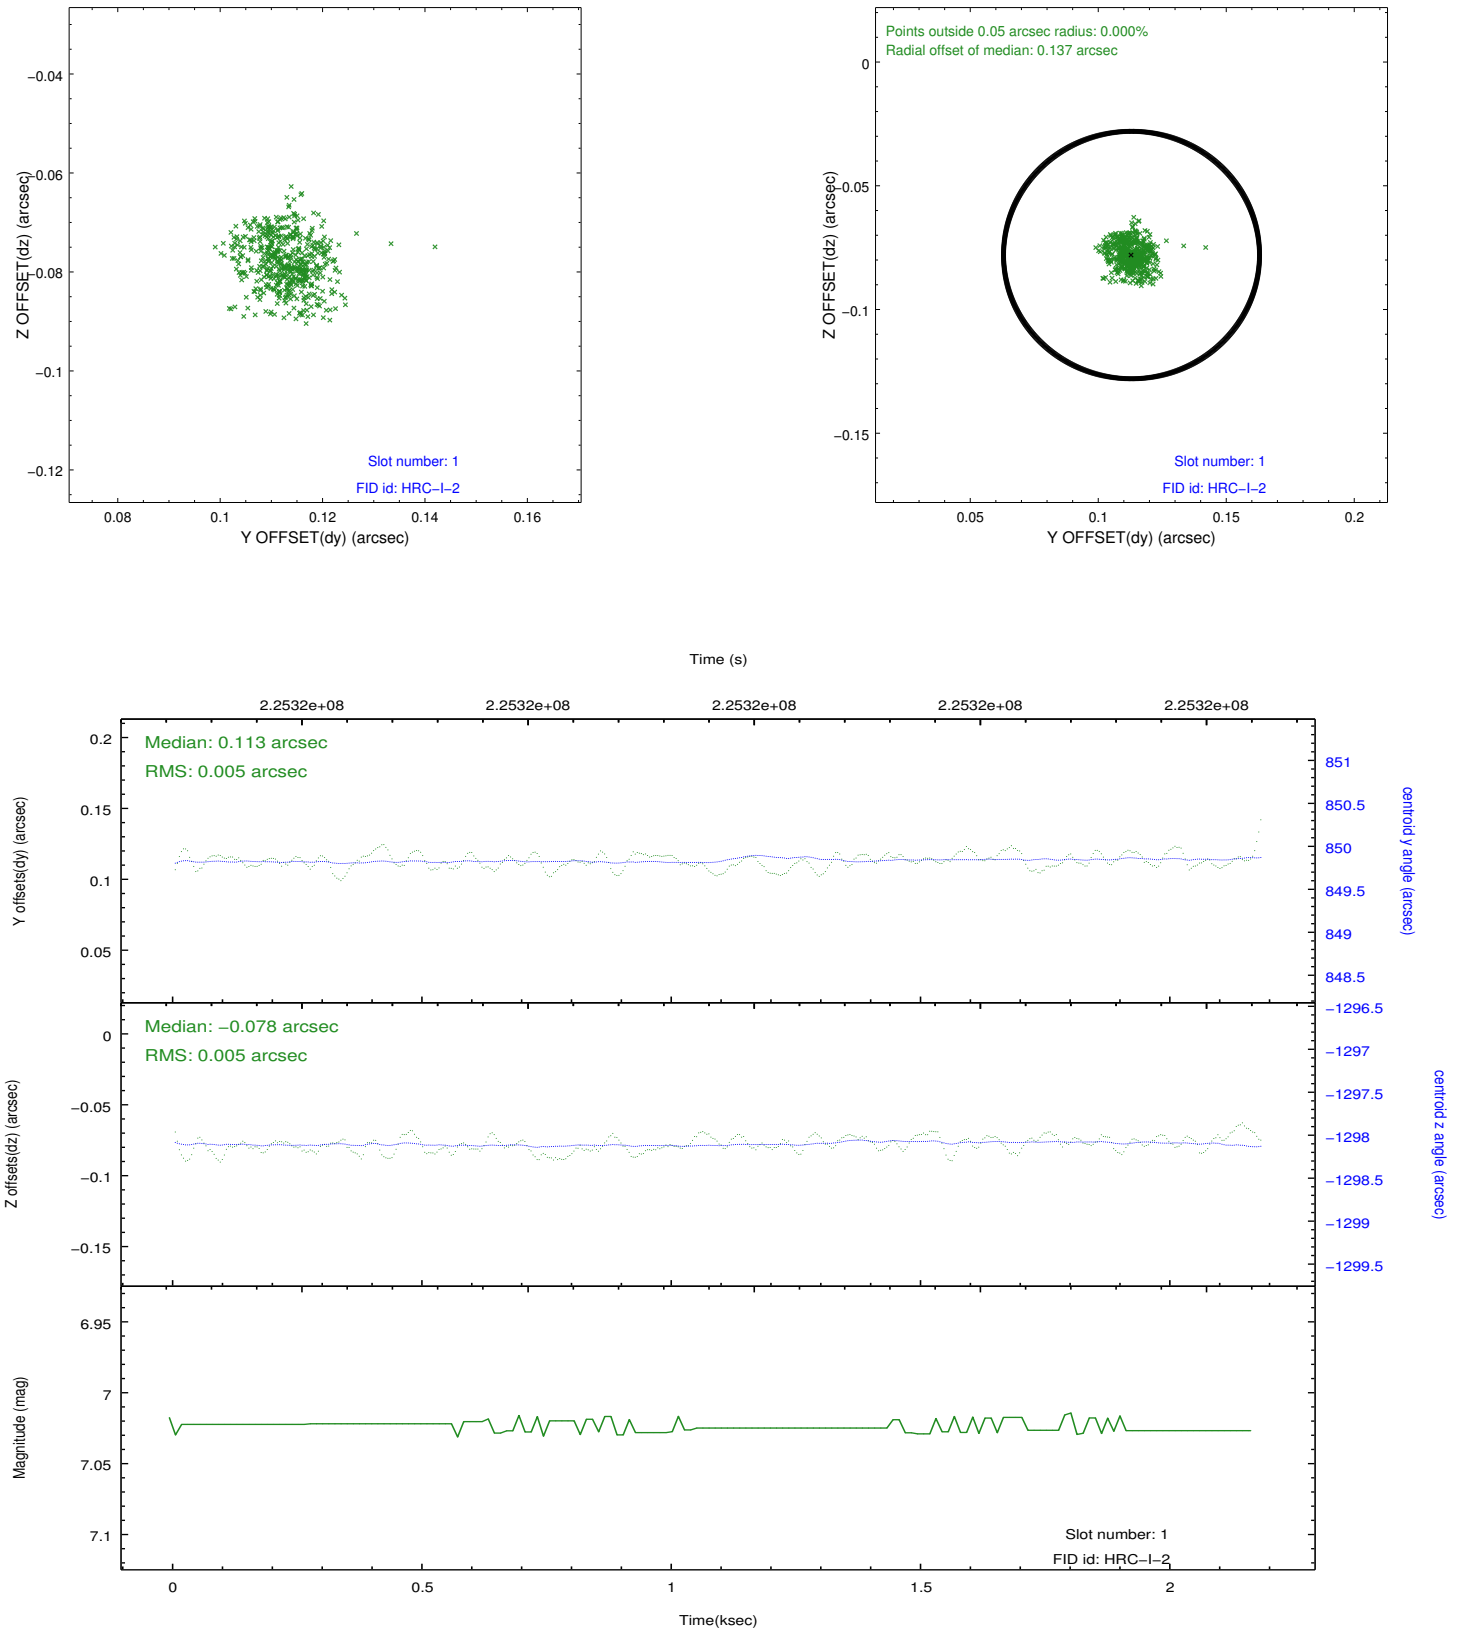 −0.04
−0.06
−0.08
−0.1
−0.12
Z OFFSET(dz) (arcsec)
Slot number: 1
FID id: HRC−I−2
0.08
0.1
0.12
0.14
0.16
Y OFFSET(dy) (arcsec)
Points outside 0.05 arcsec radius: 0.000%
Radial offset of median: 0.137 arcsec
0
−0.05
−0.1
−0.15
Z OFFSET(dz) (arcsec)
Slot number: 1
FID id: HRC−I−2
0.05
0.1
0.15
0.2
Y OFFSET(dy) (arcsec)
Time (s)
2.2532e+08
2.2532e+08
2.2532e+08
2.2532e+08
2.2532e+08
Median: 0.113 arcsec
RMS: 0.005 arcsec
0.2
0.15
0.1
0.05
Y offsets(dy) (arcsec)
851
850.5
850
849.5
849
848.5
centroid y angle (arcsec)
Median: −0.078 arcsec
RMS: 0.005 arcsec
0
−0.05
−0.1
−0.15
Z offsets(dz) (arcsec)
−1296.5
−1297
−1297.5
−1298
−1298.5
−1299
−1299.5
centroid z angle (arcsec)
6.95
7
7.05
7.1
Magnitude (mag)
Slot number: 1
FID id: HRC−I−2
0
0.5
1
1.5
2
Time(ksec)